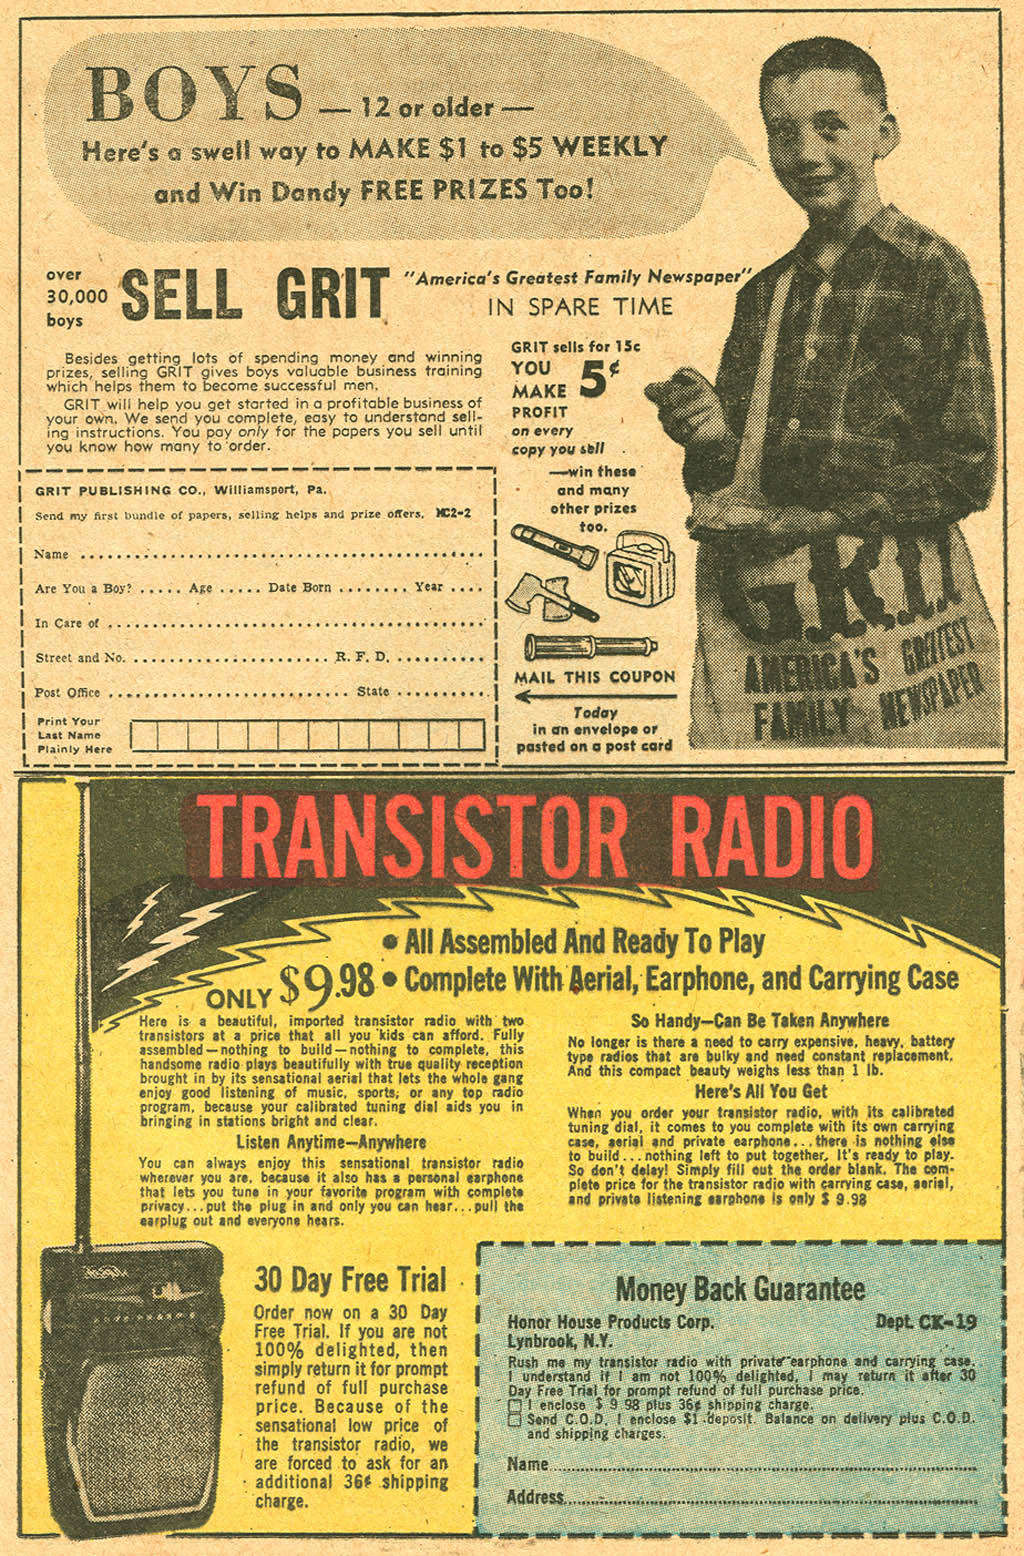 BOYS — 12 or older —
Here's a swell way to MAKE $1 to $5 WEEKLY
and Win Dandy FREE PRIZES Too!
over
30,000
boys
SELL GRIT
"America's Greatest Family Newspaper"
IN SPARE TIME
Besides getting lots of spending money and winning
prizes, selling GRIT gives boys valuable business training
which helps them to become successful men.
GRIT will help you get started in a profitable business of
your own. We send you complete, easy to understand sell-
ing instructions. You pay only for the papers you sell until
you know how many to order.
GRIT sells for 15c
YOU
MAKE 5¢
PROFIT
on every
copy you sell
—win these
and many
other prizes
too.
MAIL THIS COUPON
Today
in an envelope or
pasted on a post card
GRIT
AMERICA'S GREATEST
FAMILY NEWSPAPER
GRIT PUBLISHING CO., Williamsport, Pa.
Send my first bundle of papers, selling helps and prize offers. MC2-2
Name
Are You a Boy? ..... Age ..... Date Born ........ Year ....
In Care of
Street and No. ........................ R. F. D. ..........
Post Office ............................ State ..........
Print Your
Last Name
Plainly Here
TRANSISTOR RADIO
• All Assembled And Ready To Play
ONLY $9.98 • Complete With Aerial, Earphone, and Carrying Case
Here is a beautiful, imported transistor radio with two
transistors at a price that all you kids can afford. Fully
assembled—nothing to build—nothing to complete, this
handsome radio plays beautifully with true quality reception
brought in by its sensational aerial that lets the whole gang
enjoy good listening of music, sports, or any top radio
program, because your calibrated tuning dial aids you in
bringing in stations bright and clear.
Listen Anytime—Anywhere
You can always enjoy this sensational transistor radio
wherever you are, because it also has a personal earphone
that lets you tune in your favorite program with complete
privacy...put the plug in and only you can hear...pull the
earplug out and everyone hears.
So Handy—Can Be Taken Anywhere
No longer is there a need to carry expensive, heavy, battery
type radios that are bulky and need constant replacement.
And this compact beauty weighs less than 1 lb.
Here's All You Get
When you order your transistor radio, with its calibrated
tuning dial, it comes to you complete with its own carrying
case, aerial and private earphone...there is nothing else
to build...nothing left to put together. It's ready to play.
So don't delay! Simply fill out the order blank. The com-
plete price for the transistor radio with carrying case, aerial,
and private listening earphone is only $ 9.98
30 Day Free Trial
Order now on a 30 Day
Free Trial. If you are not
100% delighted, then
simply return it for prompt
refund of full purchase
price. Because of the
sensational low price of
the transistor radio, we
are forced to ask for an
additional 36¢ shipping
charge.
Money Back Guarantee
Honor House Products Corp. Dept. CK-19
Lynbrook, N.Y.
Rush me my transistor radio with private earphone and carrying case.
I understand if I am not 100% delighted, I may return it after 30
Day Free Trial for prompt refund of full purchase price.
I enclose $ 9 98 plus 36¢ shipping charge.
Send C.O.D. I enclose $1 deposit. Balance on delivery plus C.O.D.
and shipping charges.
Name
Address